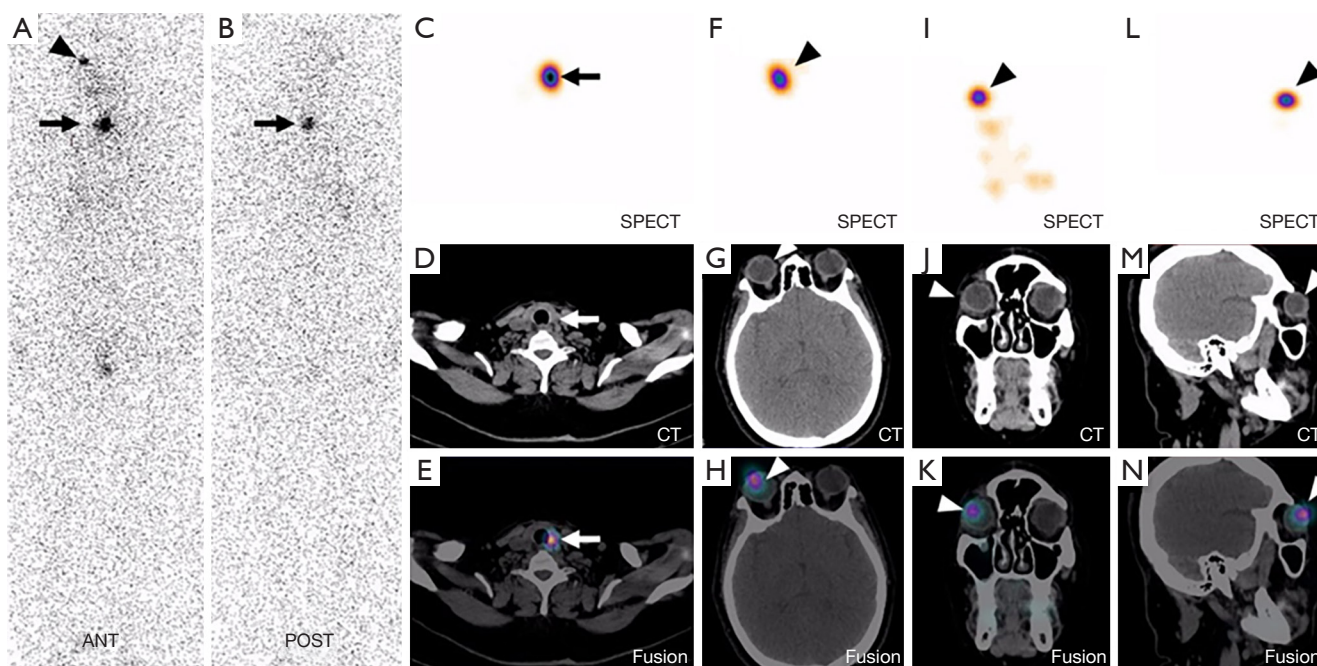 A
B
C
F
I
L
SPECT
SPECT
SPECT
SPECT
D
G
J
M
CT
CT
CT
CT
E
H
K
N
ANT
POST
Fusion
Fusion
Fusion
Fusion